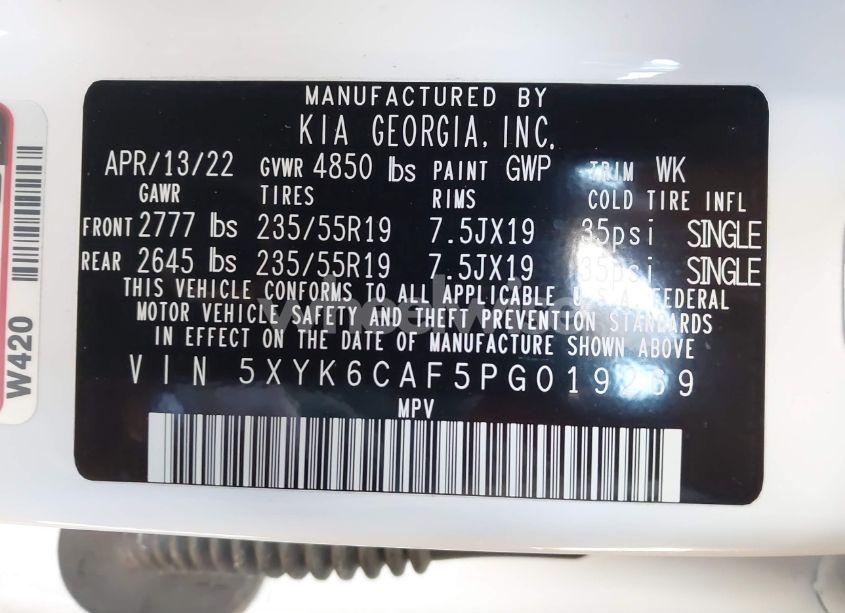 MANUFACTURED BY
KIA GEORGIA, INC.
APR/13/22 GVWR 4850 lbs PAINT GWP TRIM WK
GAWR TIRES RIMS COLD TIRE INFL
FRONT 2777 lbs 235/55R19 7.5JX19 35psi SINGLE
REAR 2645 lbs 235/55R19 7.5JX19 35psi SINGLE
THIS VEHICLE CONFORMS TO ALL APPLICABLE U.S.A. FEDERAL
MOTOR VEHICLE SAFETY AND THEFT PREVENTION STANDARDS
IN EFFECT ON THE DATE OF MANUFACTURE SHOWN ABOVE
VIN
MPV
W420